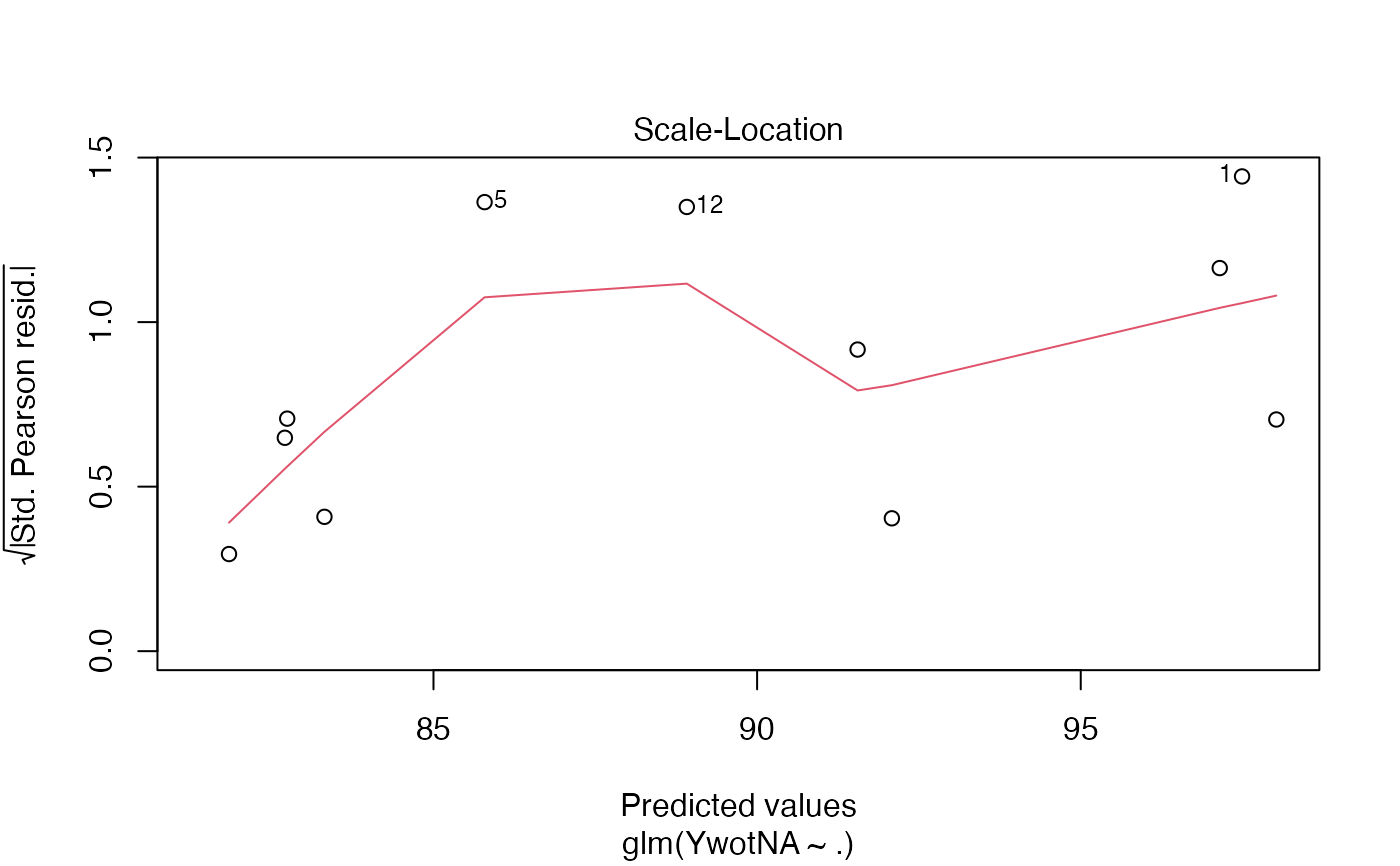 Scale-Location
√|Std. Pearson resid.|
1.5
1.0
0.5
0.0
5
12
1
85
90
95
Predicted values
glm(YwotNA ~ .)